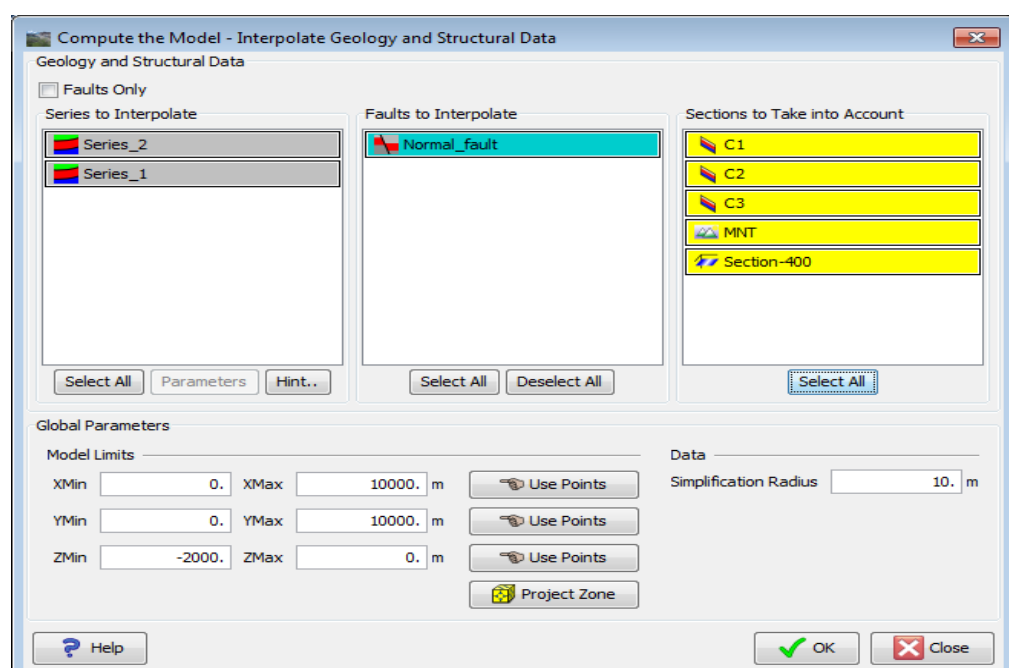 Compute the Model - Interpolate Geology and Structural Data
Geology and Structural Data
Faults Only
Series to Interpolate
Series_2
Series_1
Select All Parameters Hint..
Faults to Interpolate
Normal_fault
Select All Deselect All
Sections to Take into Account
C1
C2
C3
MNT
Section-400
Select All
Global Parameters
Model Limits
XMin 0. XMax 10000. m Use Points
YMin 0. YMax 10000. m Use Points
ZMin -2000. ZMax 0. m Use Points
Project Zone
Data
Simplification Radius 10. m
Help OK Close